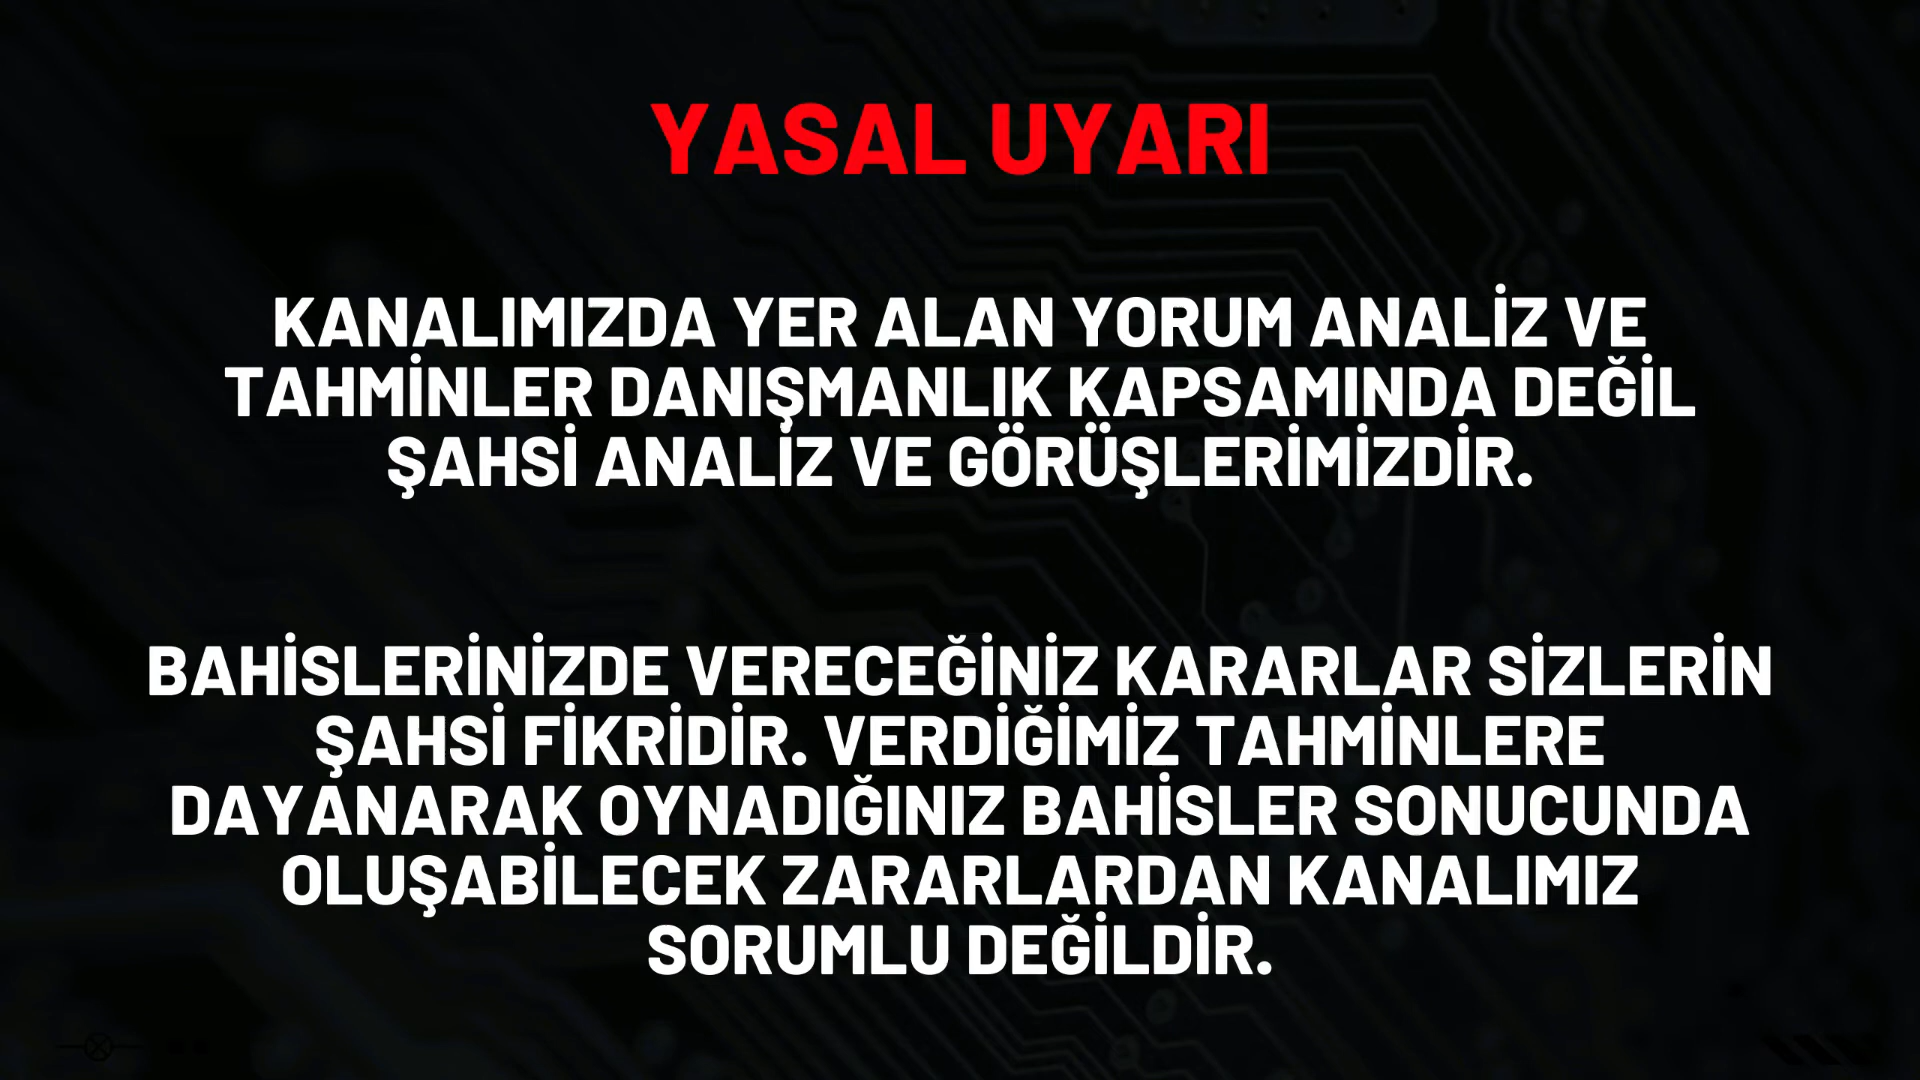 YASAL UYARI
KANALIMIZDA YER ALAN YORUM ANALİZ VE
TAHMİNLER DANIŞMANLIK KAPSAMINDA DEĞİL
ŞAHSİ ANALİZ VE GÖRÜŞLERİMİZDİR.
BAHİSLERİNİZDE VERECEĞİNİZ KARARLAR SİZLERİN
ŞAHSİ FİKRİDİR. VERDİĞİMİZ TAHMİNLERE
DAYANARAK OYNADIĞINIZ BAHİSLER SONUCUNDA
OLUŞABİLECEK ZARARLARDAN KANALIMIZ
SORUMLU DEĞİLDİR.